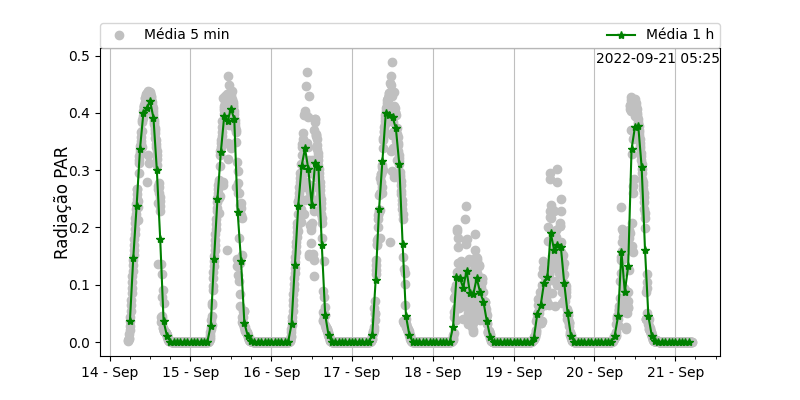 Média 5 min
Média 1 h
2022-09-21 05:25
Radiação PAR
0.5
0.4
0.3
0.2
0.1
0.0
14 - Sep
15 - Sep
16 - Sep
17 - Sep
18 - Sep
19 - Sep
20 - Sep
21 - Sep